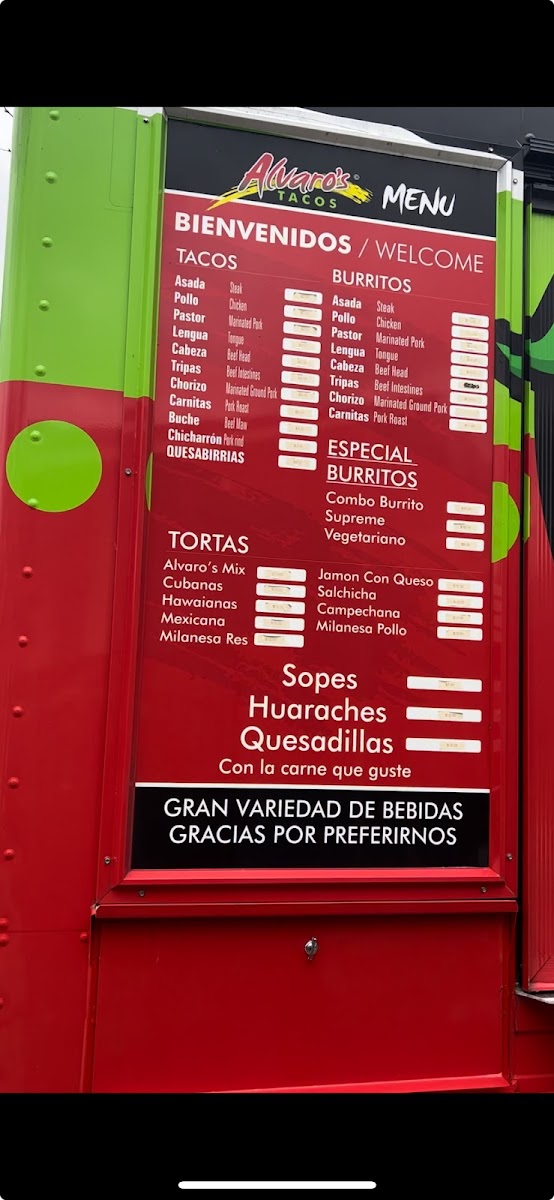 Alvaro's
TACOS
MENU
BIENVENIDOS / WELCOME
TACOS
Asada Steak
Pollo Chicken
Pastor Marinated Pork
Lengua Tongue
Cabeza Beef Head
Tripas Beef Intestines
Chorizo Marinated Ground Pork
Carnitas Pork Roast
Buche Beef Maw
Chicharrón Pork rind
QUESABIRRIAS
BURRITOS
Asada Steak
Pollo Chicken
Pastor Marinated Pork
Lengua Tongue
Cabeza Beef Head
Tripas Beef Intestines
Chorizo Marinated Ground Pork
Carnitas Pork Roast
ESPECIAL
BURRITOS
Combo Burrito
Supreme
Vegetariano
TORTAS
Alvaro's Mix
Cubanas
Hawaianas
Mexicana
Milanesa Res
Jamon Con Queso
Salchicha
Campechana
Milanesa Pollo
Sopes
Huaraches
Quesadillas
Con la carne que guste
GRAN VARIEDAD DE BEBIDAS
GRACIAS POR PREFERIRNOS